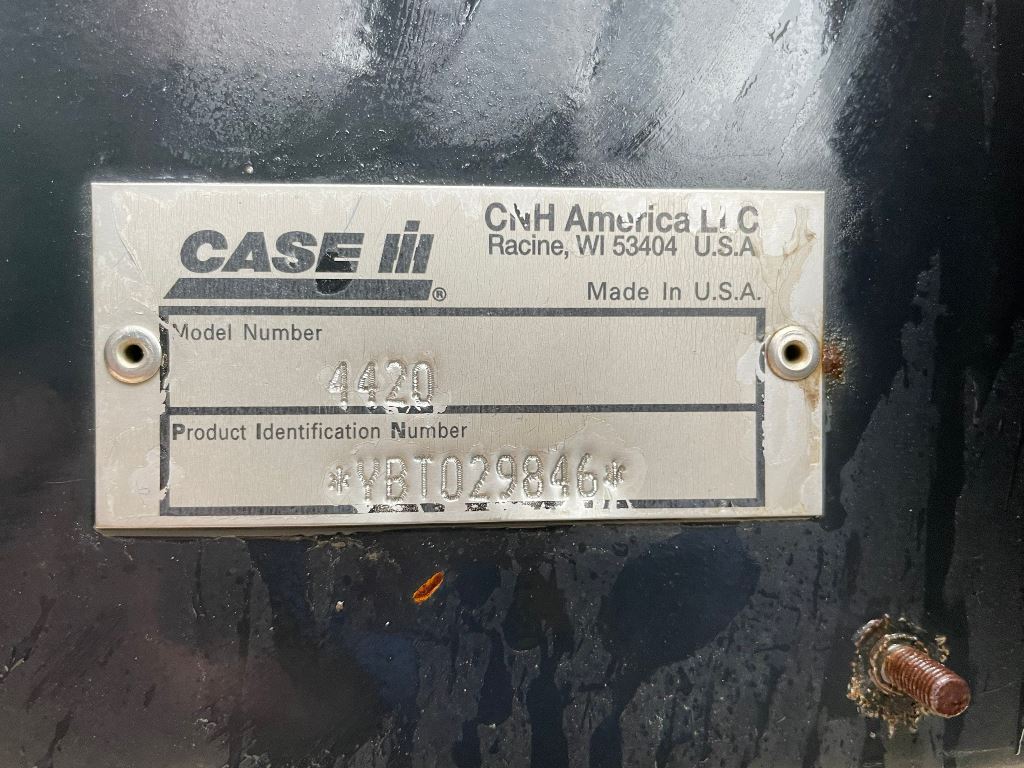 CASE IH®
CNH America LLC
Racine, WI 53404 U.S.A.
Made In U.S.A.
Model Number
4420
Product Identification Number
*YBT029846*